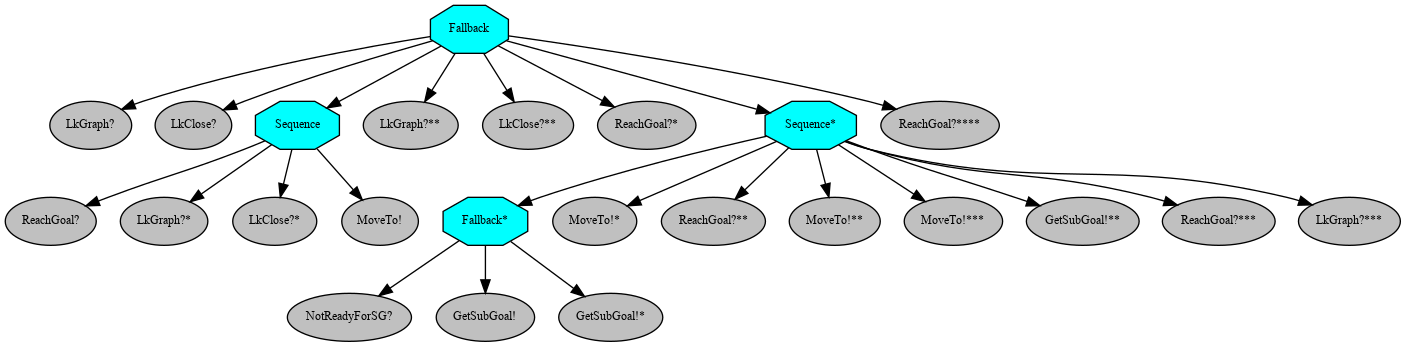 Fallback
LkGraph?
LkClose?
Sequence
LkGraph?**
LkClose?**
ReachGoal?*
Sequence*
ReachGoal?****
ReachGoal?
LkGraph?*
LkClose?*
MoveTo!
Fallback*
MoveTo!*
ReachGoal?**
MoveTo!**
MoveTo!***
GetSubGoal!**
ReachGoal?***
LkGraph?***
NotReadyForSG?
GetSubGoal!
GetSubGoal!*